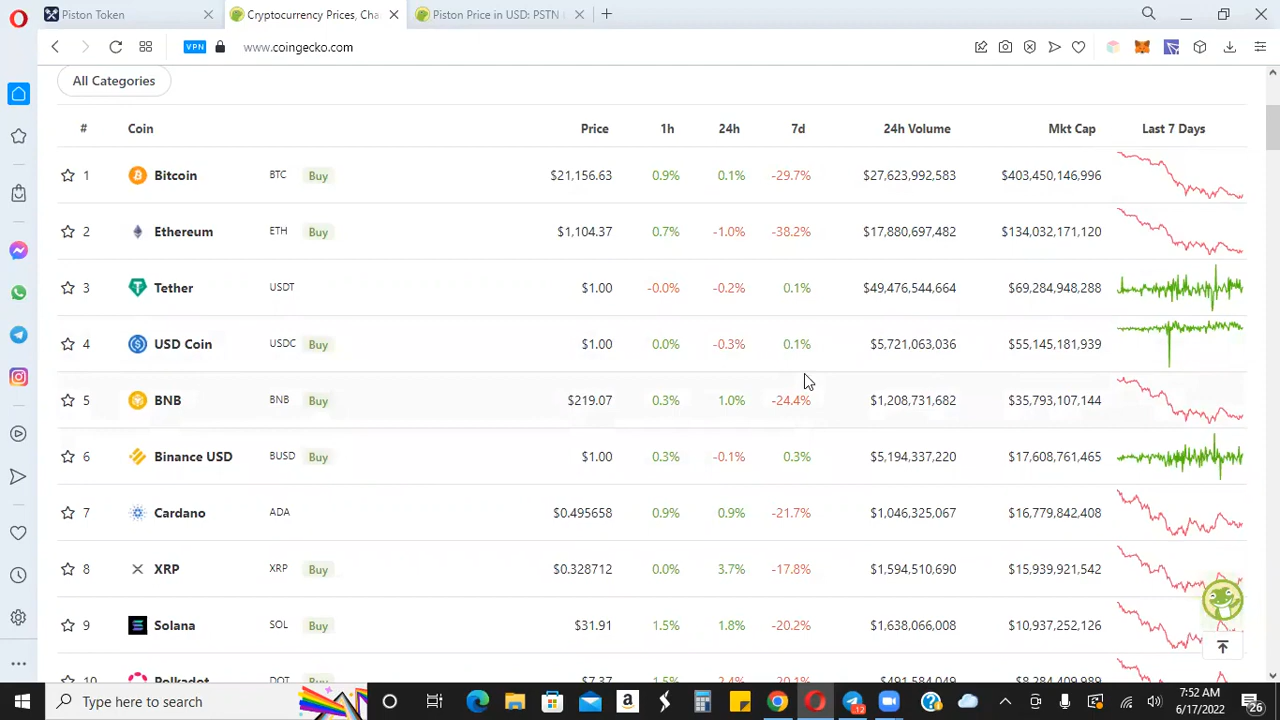 Piston Token
Cryptocurrency Prices, Cha
Piston Price in USD: PSTN
VPN
www.coingecko.com
All Categories
# Coin Price 1h 24h 7d 24h Volume Mkt Cap Last 7 Days
1 Bitcoin BTC Buy $21,156.63 0.9% 0.1% -29.7% $27,623,992,583 $403,450,146,996
2 Ethereum ETH Buy $1,104.37 0.7% -1.0% -38.2% $17,880,697,482 $134,032,171,120
3 Tether USDT $1.00 -0.0% -0.2% 0.1% $49,476,544,664 $69,284,948,288
4 USD Coin USDC Buy $1.00 0.0% -0.3% 0.1% $5,721,063,036 $55,145,181,939
5 BNB BNB Buy $219.07 0.3% 1.0% -24.4% $1,208,731,682 $35,793,107,144
6 Binance USD BUSD Buy $1.00 0.3% -0.1% 0.3% $5,194,337,220 $17,608,761,465
7 Cardano ADA $0.495658 0.9% 0.9% -21.7% $1,046,325,067 $16,779,842,408
8 XRP XRP Buy $0.328712 0.0% 3.7% -17.8% $1,594,510,690 $15,939,921,542
9 Solana SOL Buy $31.91 1.5% 1.8% -20.2% $1,638,066,008 $10,937,252,126
10 Polkadot DOT Buy $7.37 1.5%
Type here to search
12
7:52 AM
6/17/2022
26